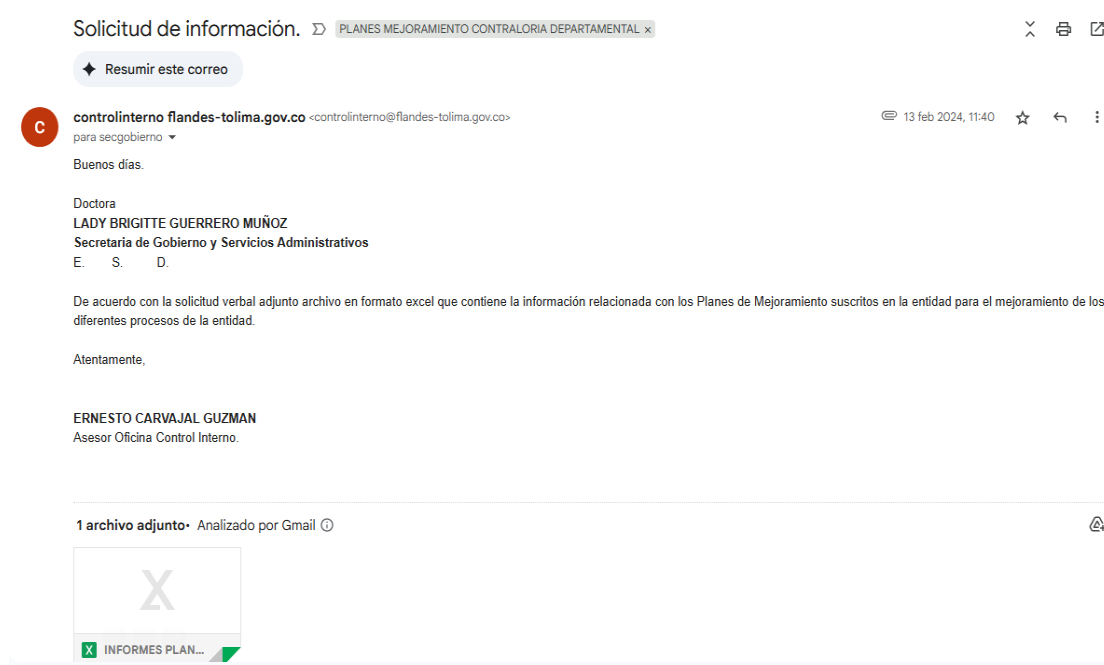 Solicitud de información. PLANES MEJORAMIENTO CONTRALORIA DEPARTAMENTAL ×
Resumir este correo
C
controlinterno flandes-tolima.gov.co <controlinterno@flandes-tolima.gov.co> 13 feb 2024, 11:40
para secgobierno
Buenos días.
Doctora
LADY BRIGITTE GUERRERO MUÑOZ
Secretaria de Gobierno y Servicios Administrativos
E. S. D.
De acuerdo con la solicitud verbal adjunto archivo en formato excel que contiene la información relacionada con los Planes de Mejoramiento suscritos en la entidad para el mejoramiento de los
diferentes procesos de la entidad.
Atentamente,
ERNESTO CARVAJAL GUZMAN
Asesor Oficina Control Interno.
1 archivo adjunto• Analizado por Gmail
X
X INFORMES PLAN...